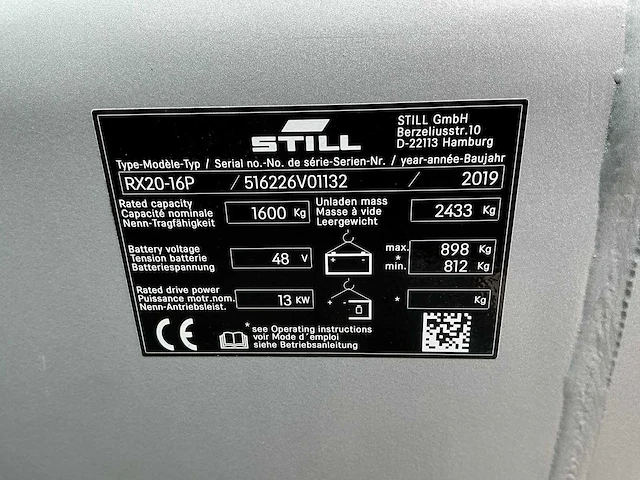 STILL
STILL GmbH
Berzeliusstr.10
D-22113 Hamburg
Type-Modèle-Typ / Serial no.-No. de série-Serien-Nr. / year-année-Baujahr
RX20-16P / 516226V01132 / 2019
Rated capacity
Capacité nominale
Nenn-Tragfähigkeit
1600 Kg
Unladen mass
Masse à vide
Leergewicht
2433 Kg
Battery voltage
Tension batterie
Batteriespannung
48 V
max. 898 Kg
*
min. 812 Kg
Rated drive power
Puissance motr.nom.
Nenn-Antriebsleist.
13 KW
* Kg
CE
* see Operating instructions
voir Mode d'emploi
siehe Betriebsanleitung